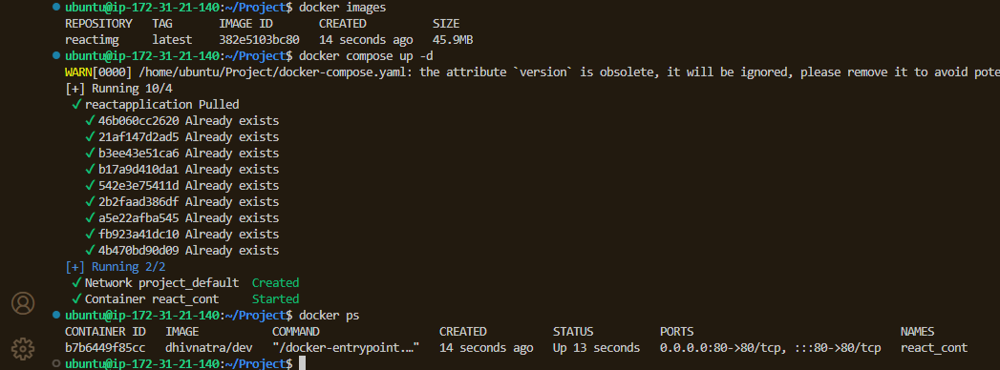 ubuntu@ip-172-31-21-140:~/Project$ docker images
REPOSITORY TAG IMAGE ID CREATED SIZE
reactimg latest 382e5103bc80 14 seconds ago 45.9MB
ubuntu@ip-172-31-21-140:~/Project$ docker compose up -d
WARN[0000] /home/ubuntu/Project/docker-compose.yaml: the attribute `version` is obsolete, it will be ignored, please remove it to avoid pote
[+] Running 10/4
✓ reactapplication Pulled
✓ 46b060cc2620 Already exists
✓ 21af147d2ad5 Already exists
✓ b3ee43e51ca6 Already exists
✓ b17a9d410da1 Already exists
✓ 542e3e75411d Already exists
✓ 2b2faad386df Already exists
✓ a5e22afba545 Already exists
✓ fb923a41dc10 Already exists
✓ 4b470bd90d09 Already exists
[+] Running 2/2
✓ Network project_default Created
✓ Container react_cont Started
ubuntu@ip-172-31-21-140:~/Project$ docker ps
CONTAINER ID IMAGE COMMAND CREATED STATUS PORTS NAMES
b7b6449f85cc dhivnatra/dev "/docker-entrypoint.…" 14 seconds ago Up 13 seconds 0.0.0.0:80->80/tcp, :::80->80/tcp react_cont
ubuntu@ip-172-31-21-140:~/Project$